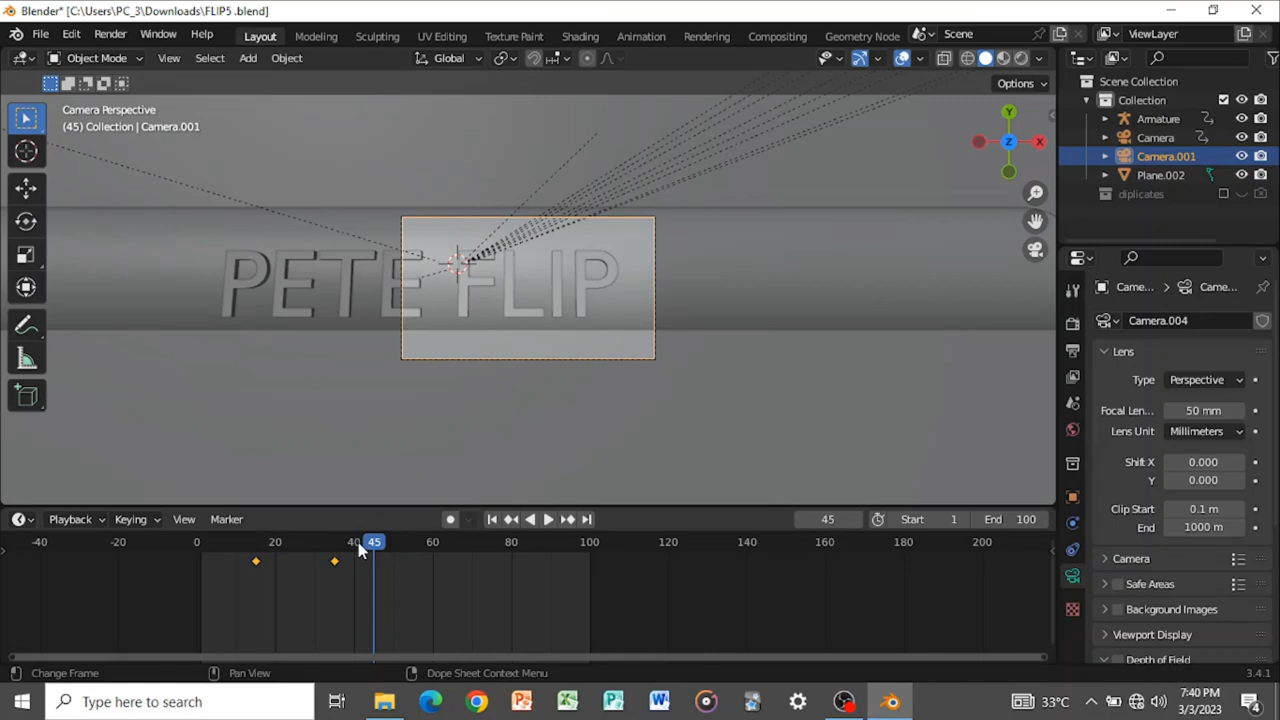 Blender* [C:\Users\PC_3\Downloads\FLIP5 .blend]
File Edit Render Window Help Layout Modeling Sculpting UV Editing Texture Paint Shading Animation Rendering Compositing Geometry Node Scene ViewLayer
Object Mode View Select Add Object Global
Options
Camera Perspective
(45) Collection | Camera.001
Y
X
Z
PETE FLIP
Scene Collection
Collection
Armature
Camera
Camera.001
Plane.002
diplicates
Came... Came...
Camera.004
Lens
Type Perspective
Focal Len... 50 mm
Lens Unit Millimeters
Shift X 0.000
Y 0.000
Clip Start 0.1 m
End 1000 m
Camera
Safe Areas
Background Images
Viewport Display
Depth of Field
Playback Keying View Marker 45 Start 1 End 100
-40 -20 0 20 40 45 60 80 100 120 140 160 180 200
Change Frame Pan View Dope Sheet Context Menu 3.4.1
Type here to search 33°C 7:40 PM
3/3/2023
4